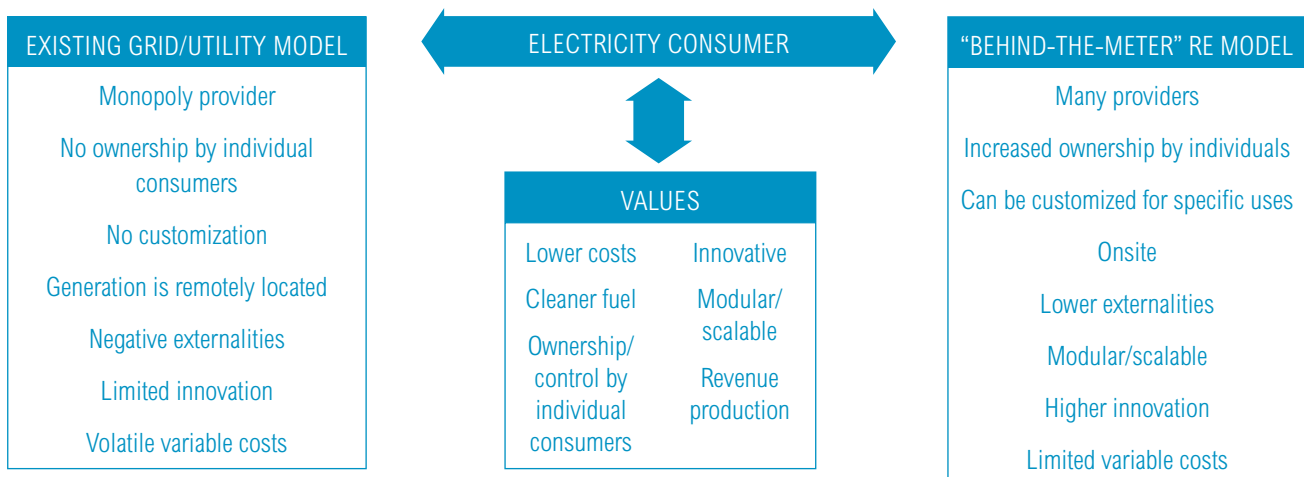 EXISTING GRID/UTILITY MODEL
Monopoly provider
No ownership by individual
consumers
No customization
Generation is remotely located
Negative externalities
Limited innovation
Volatile variable costs
ELECTRICITY CONSUMER
VALUES
Lower costs
Cleaner fuel
Ownership/
control by
individual
consumers
Innovative
Modular/
scalable
Revenue
production
“BEHIND-THE-METER” RE MODEL
Many providers
Increased ownership by individuals
Can be customized for specific uses
Onsite
Lower externalities
Modular/scalable
Higher innovation
Limited variable costs